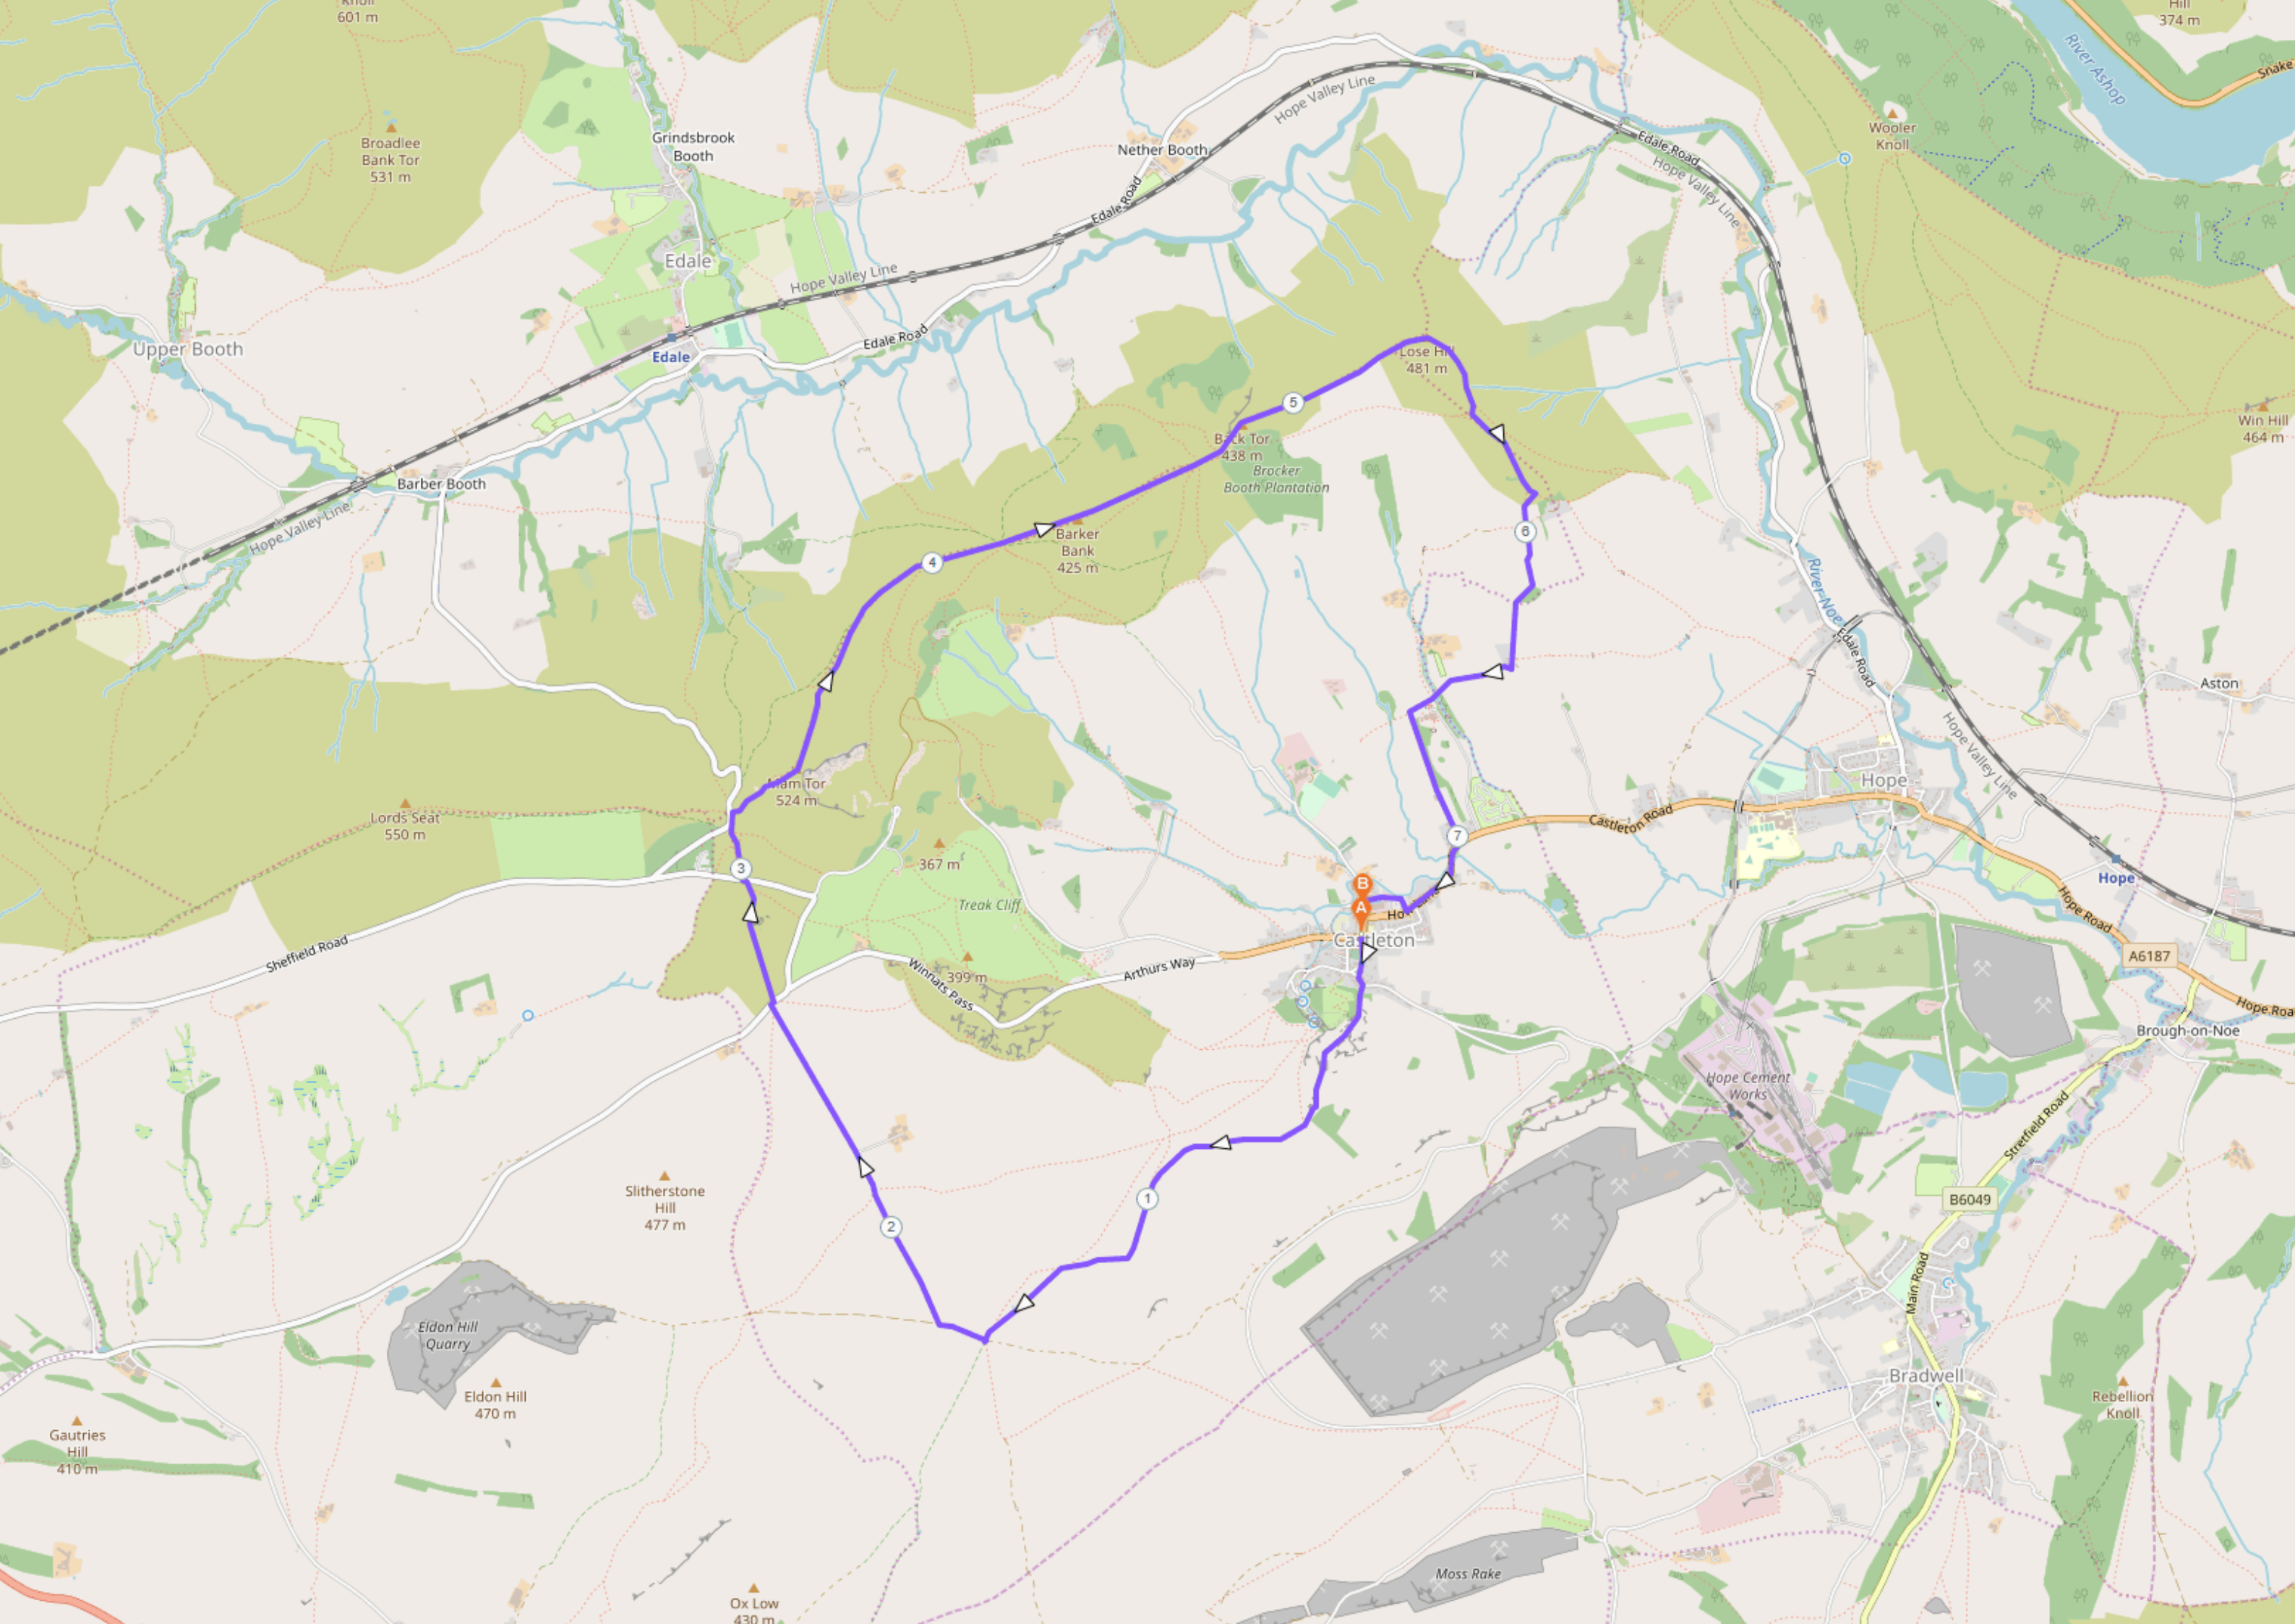 Knoll
601 m
Hill
374 m
River Ashop
Snake
Broadlee
Bank Tor
531 m
Grindsbrook
Booth
Nether Booth
Hope Valley Line
Edale Road
Hope Valley Line
Wooler
Knoll
Edale Road
Edale
Hope Valley Line
Edale Road
Upper Booth
Edale
Lose Hill
481 m
5
Back Tor
438 m
Brocker
Booth Plantation
Win Hill
464 m
Barber Booth
Hope Valley Line
4
Barker
Bank
425 m
6
River Noe
Edale Road
Aston
Hope Valley Line
Mam Tor
524 m
Hope
Lords Seat
550 m
Castleton Road
7
3
367 m
Hope
B
A
Treak Cliff
Castleton
Hope Road
A6187
Sheffield Road
Winnats Pass
399 m
Arthurs Way
Hope Roa
Brough-on-Noe
Hope Cement
Works
Stretfield Road
Slitherstone
Hill
477 m
1
2
B6049
Main Road
Eldon Hill
Quarry
Eldon Hill
470 m
Bradwell
Rebellion
Knoll
Gautries
Hill
410 m
Moss Rake
Ox Low
430 m